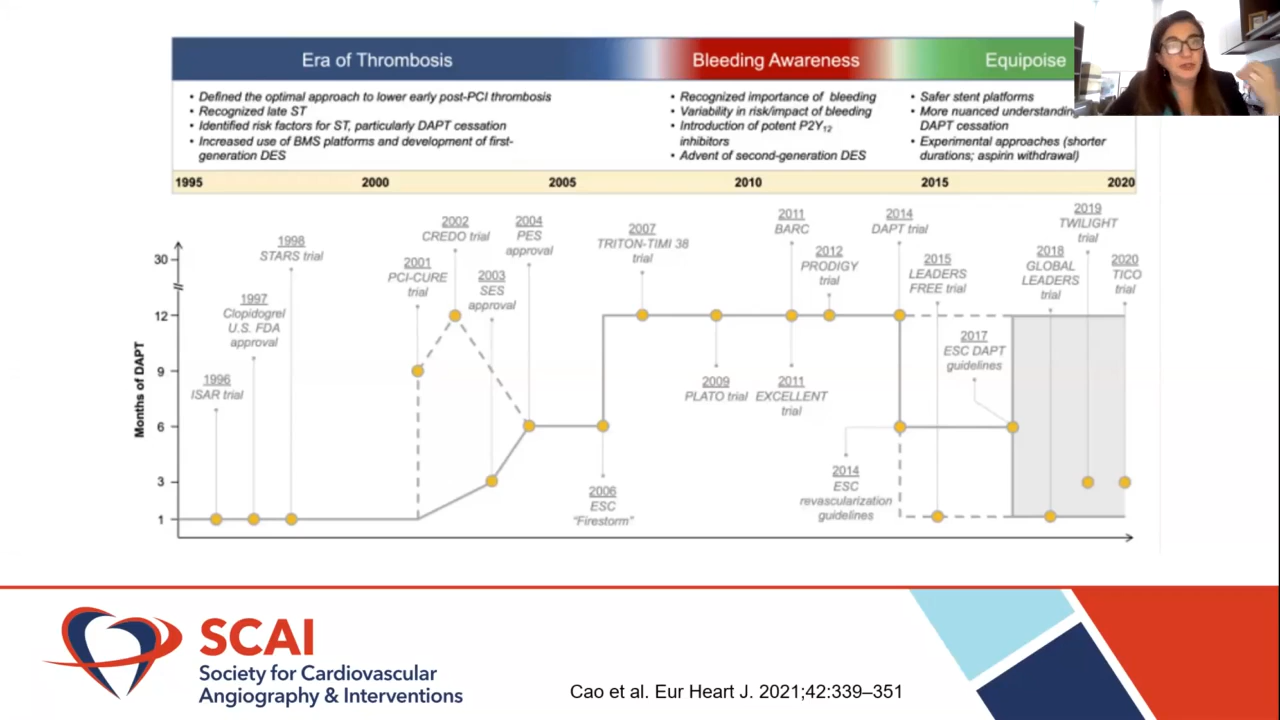 Era of Thrombosis
Bleeding Awareness
Equipoise
• Defined the optimal approach to lower early post-PCI thrombosis
• Recognized late ST
• Identified risk factors for ST, particularly DAPT cessation
• Increased use of BMS platforms and development of first-
generation DES
• Recognized importance of bleeding
• Variability in risk/impact of bleeding
• Introduction of potent P2Y₁₂
inhibitors
• Advent of second-generation DES
• Safer stent platforms
• More nuanced understanding
DAPT cessation
• Experimental approaches (shorter
durations; aspirin withdrawal)
1995 2000 2005 2010 2015 2020
Months of DAPT
30
12
9
6
3
1
1996
ISAR trial
1997
Clopidogrel
U.S. FDA
approval
1998
STARS trial
2001
PCI-CURE
trial
2002
CREDO trial
2003
SES
approval
2004
PES
approval
2006
ESC
“Firestorm”
2007
TRITON-TIMI 38
trial
2009
PLATO trial
2011
BARC
2011
EXCELLENT
trial
2012
PRODIGY
trial
2014
DAPT trial
2014
ESC
revascularization
guidelines
2015
LEADERS
FREE trial
2017
ESC DAPT
guidelines
2018
GLOBAL
LEADERS
trial
2019
TWILIGHT
trial
2020
TICO
trial
SCAI
Society for Cardiovascular
Angiography & Interventions
Cao et al. Eur Heart J. 2021;42:339–351